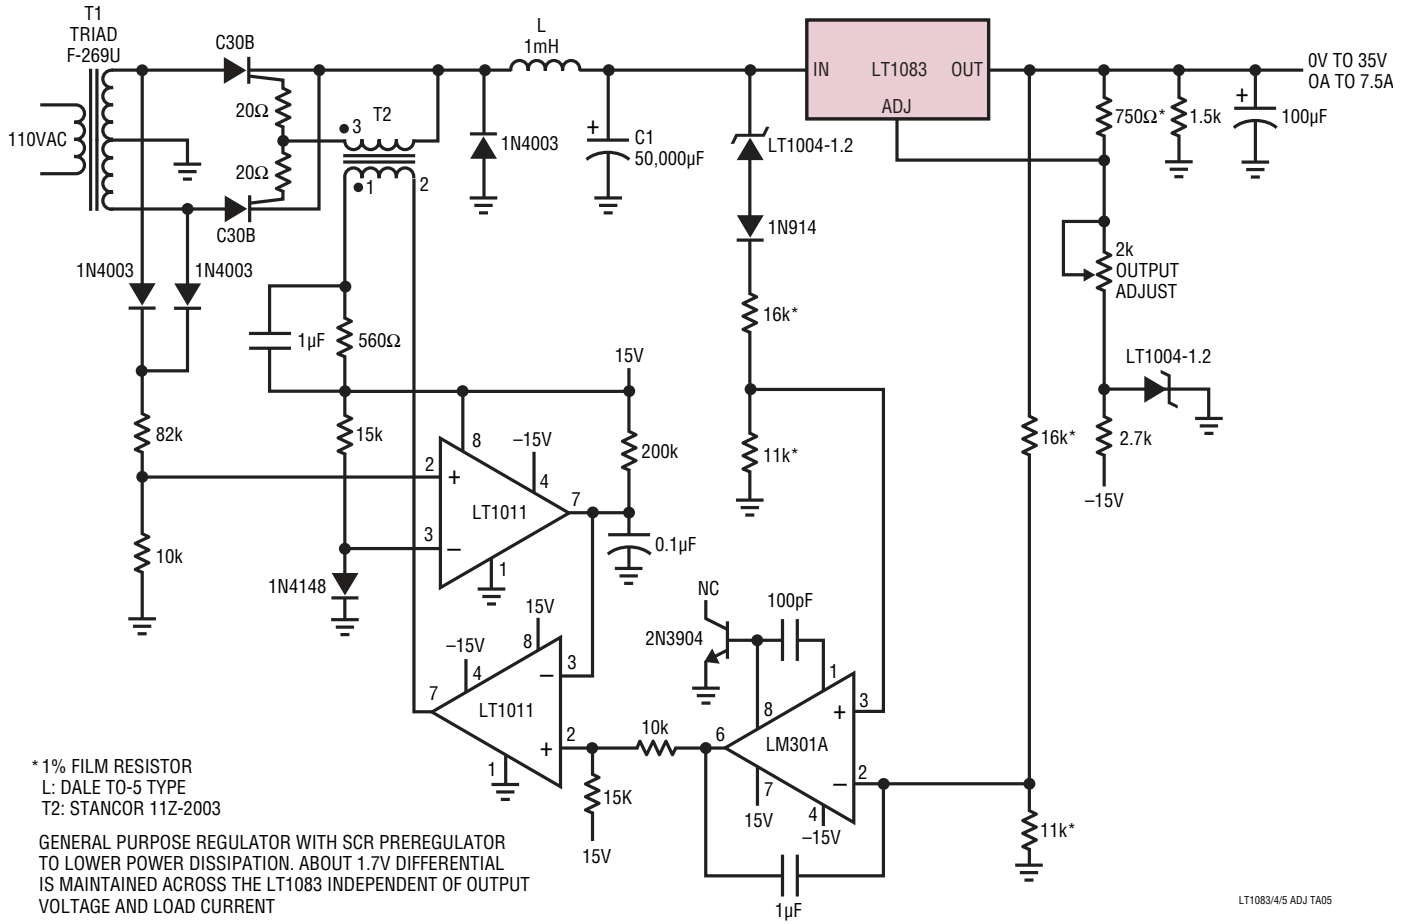 T1
TRIAD
F-269U
110VAC
C30B
20Ω
20Ω
C30B
T2
3
1
2
L
1mH
1N4003
+
C1
50,000µF
IN
LT1083
OUT
ADJ
0V TO 35V
OA TO 7.5A
750Ω*
1.5k
+
100µF
LT1004-1.2
1N914
16k*
11k*
2k
OUTPUT
ADJUST
LT1004-1.2
16k*
2.7k
–15V
1N4003
1N4003
1µF
560Ω
82k
15k
10k
1N4148
15V
200k
8
–15V
4
2
+
LT1011
7
3
–
1
0.1µF
15V
8
–15V
4
3
–
7
LT1011
2
+
1
15K
15V
10k
NC
2N3904
100pF
1
8
3
+
6
LM301A
2
–
7
15V
4
–15V
1µF
11k*
* 1% FILM RESISTOR
L: DALE TO-5 TYPE
T2: STANCOR 11Z-2003
GENERAL PURPOSE REGULATOR WITH SCR PREREGULATOR
TO LOWER POWER DISSIPATION. ABOUT 1.7V DIFFERENTIAL
IS MAINTAINED ACROSS THE LT1083 INDEPENDENT OF OUTPUT
VOLTAGE AND LOAD CURRENT
LT1083/4/5 ADJ TA05